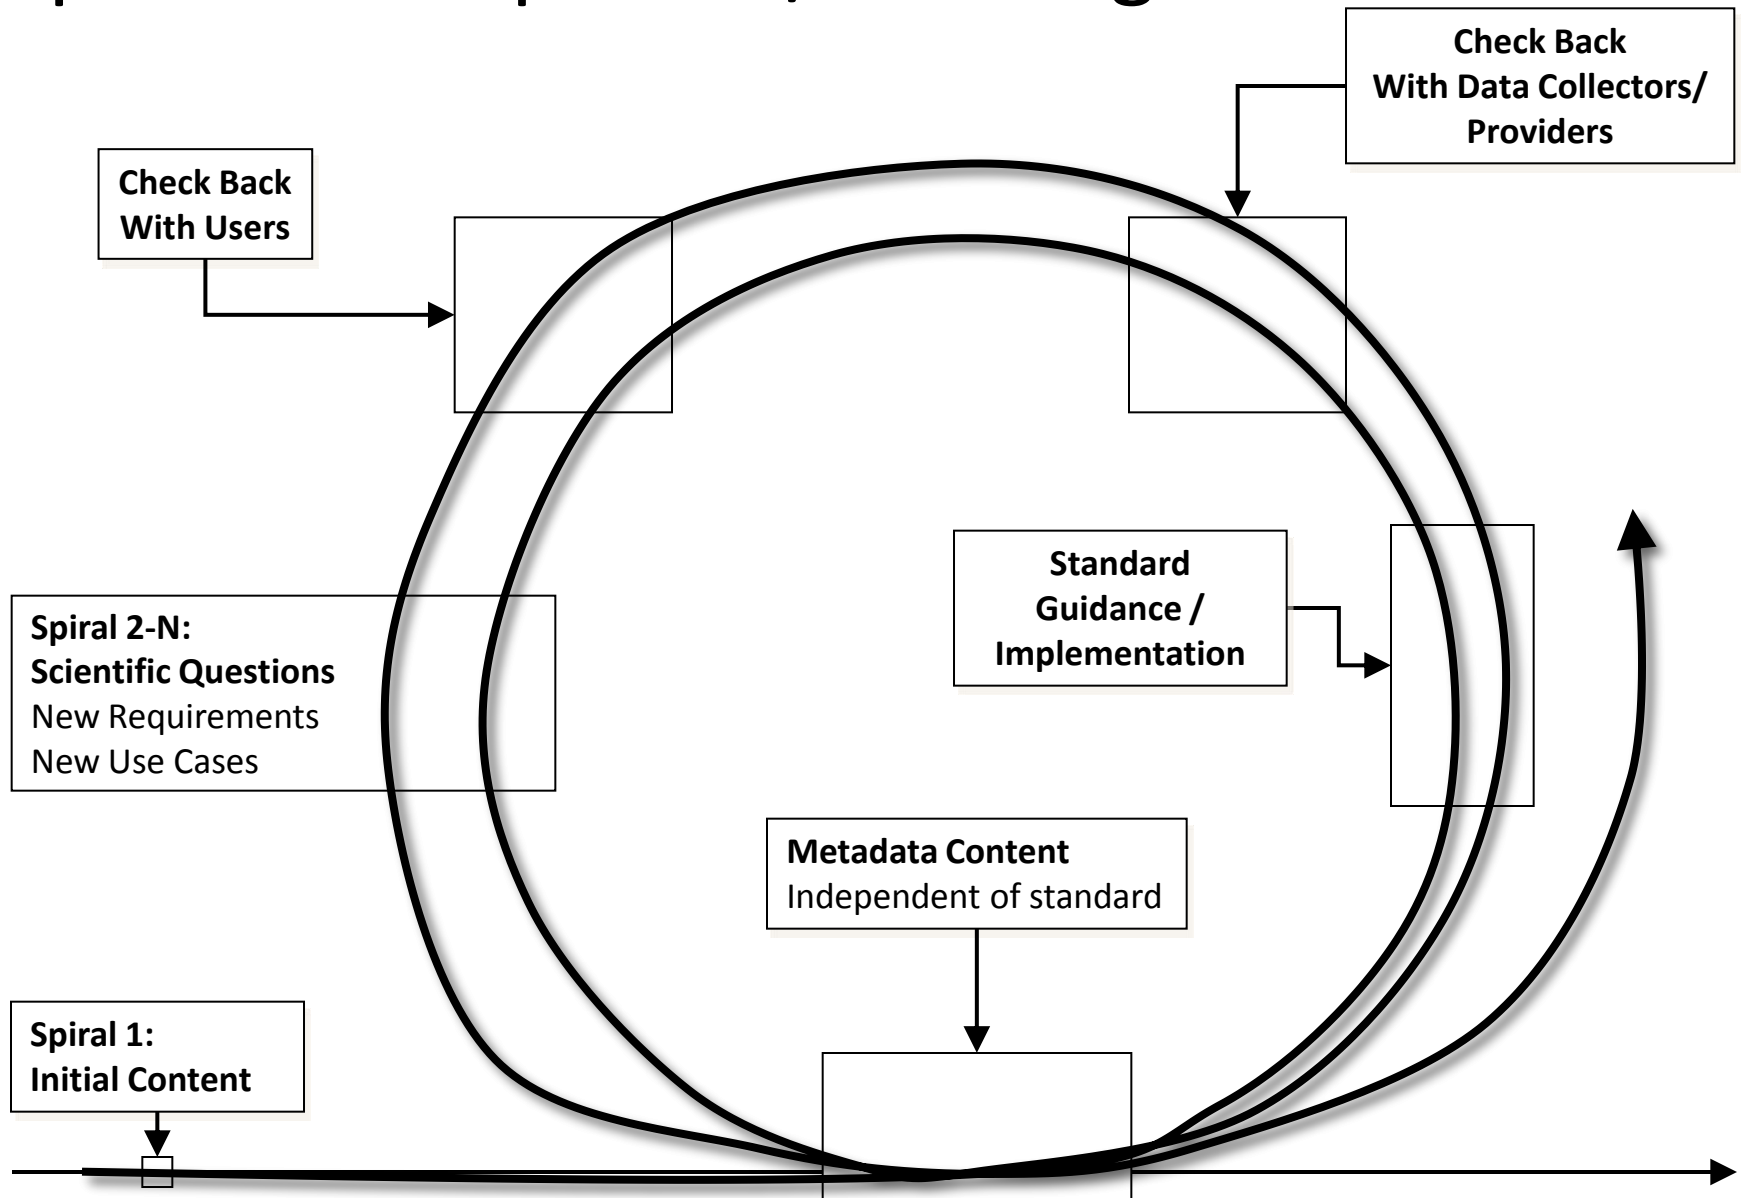 Check Back
With Data Collectors/
Providers
Check Back
With Users
Standard
Guidance /
Implementation
Spiral 2-N:
Scientific Questions
New Requirements
New Use Cases
Metadata Content
Independent of standard
Spiral 1:
Initial Content